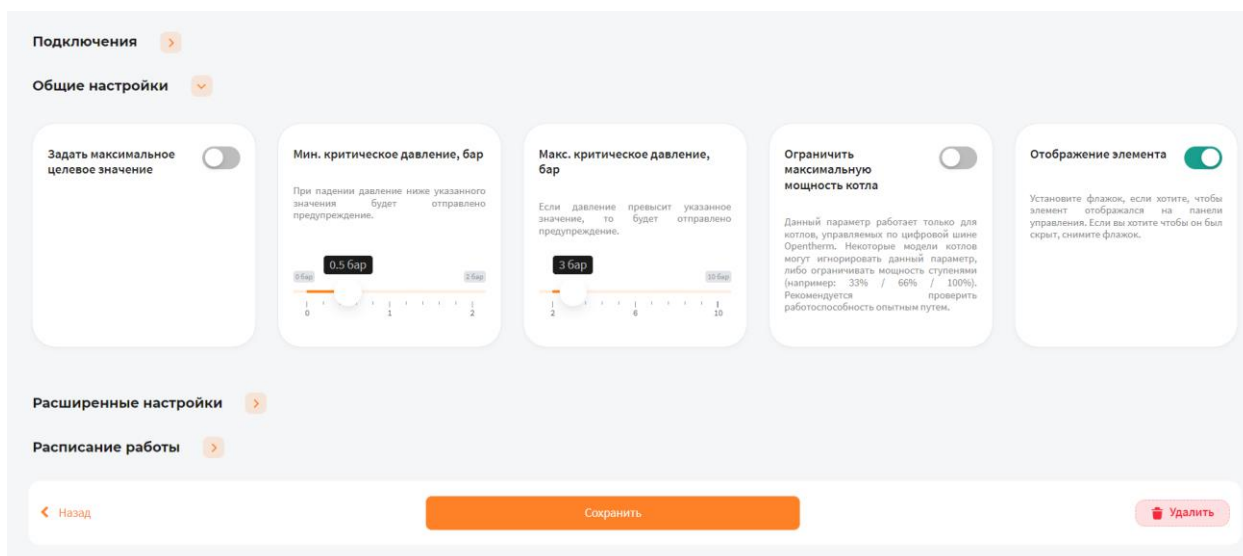 Подключения
Общие настройки
Задать максимальное
целевое значение
Мин. критическое давление, бар
При падении давление ниже указанного
значения будет отправлено
предупреждение.
0 бар
0.5 бар
2 бар
0 1 2
Макс. критическое давление,
бар
Если давление превысит указанное
значение, то будет отправлено
предупреждение.
3 бар
10 бар
2 6 10
Ограничить
максимальную
мощность котла
Данный параметр работает только для
котлов, управляемых по цифровой шине
Opentherm. Некоторые модели котлов
могут игнорировать данный параметр,
либо ограничивать мощность ступенями
(например: 33% / 66% / 100%).
Рекомендуется проверить
работоспособность опытным путем.
Отображение элемента
Установите флажок, если хотите, чтобы
элемент отображался на панели
управления. Если вы хотите чтобы он был
скрыт, снимите флажок.
Расширенные настройки
Расписание работы
Назад
Сохранить
Удалить